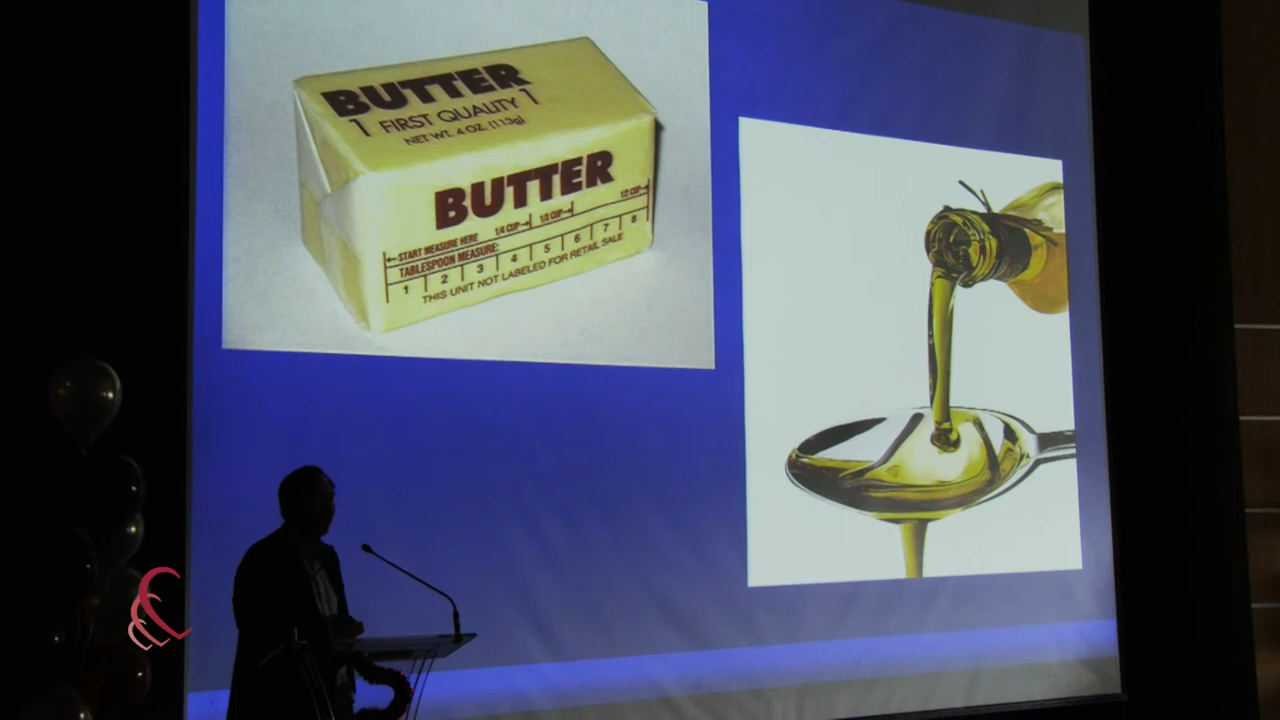 BUTTER
1 FIRST QUALITY 1
NET WT. 4 OZ. (113g)
BUTTER
1/4 CUP→ 1/3 CUP→ 1/2 CUP→
←START MEASURE HERE
TABLESPOON MEASURE:
1 2 3 4 5 6 7 8
THIS UNIT NOT LABELED FOR RETAIL SALE